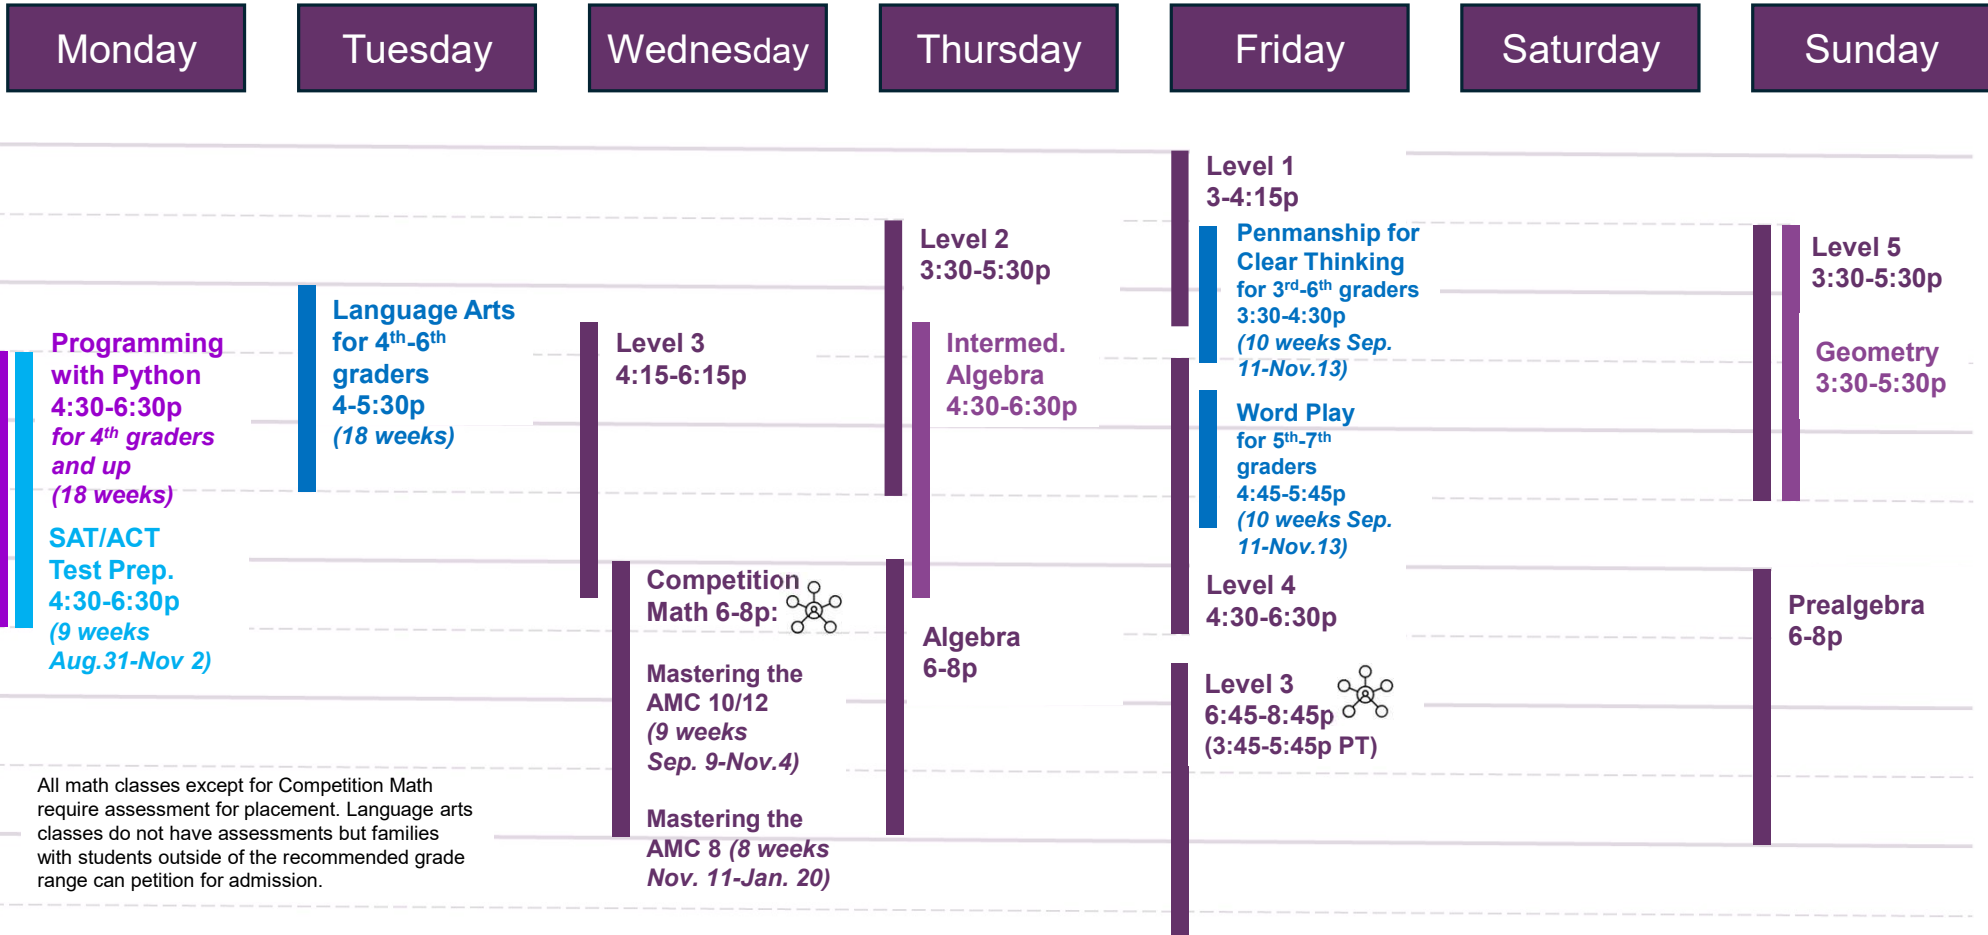 Monday
Tuesday
Wednesday
Thursday
Friday
Saturday
Sunday
Programming
with Python
4:30-6:30p
for 4th graders
and up
(18 weeks)
SAT/ACT
Test Prep.
4:30-6:30p
(9 weeks
Aug.31-Nov 2)
Language Arts
for 4th-6th
graders
4-5:30p
(18 weeks)
Level 3
4:15-6:15p
Competition
Math 6-8p:
Mastering the
AMC 10/12
(9 weeks
Sep. 9-Nov.4)
Mastering the
AMC 8 (8 weeks
Nov. 11-Jan. 20)
Level 2
3:30-5:30p
Intermed.
Algebra
4:30-6:30p
Algebra
6-8p
Level 1
3-4:15p
Penmanship for
Clear Thinking
for 3rd-6th graders
3:30-4:30p
(10 weeks Sep.
11-Nov.13)
Word Play
for 5th-7th
graders
4:45-5:45p
(10 weeks Sep.
11-Nov.13)
Level 4
4:30-6:30p
Level 3
6:45-8:45p
(3:45-5:45p PT)
Level 5
3:30-5:30p
Geometry
3:30-5:30p
Prealgebra
6-8p
All math classes except for Competition Math
require assessment for placement. Language arts
classes do not have assessments but families
with students outside of the recommended grade
range can petition for admission.